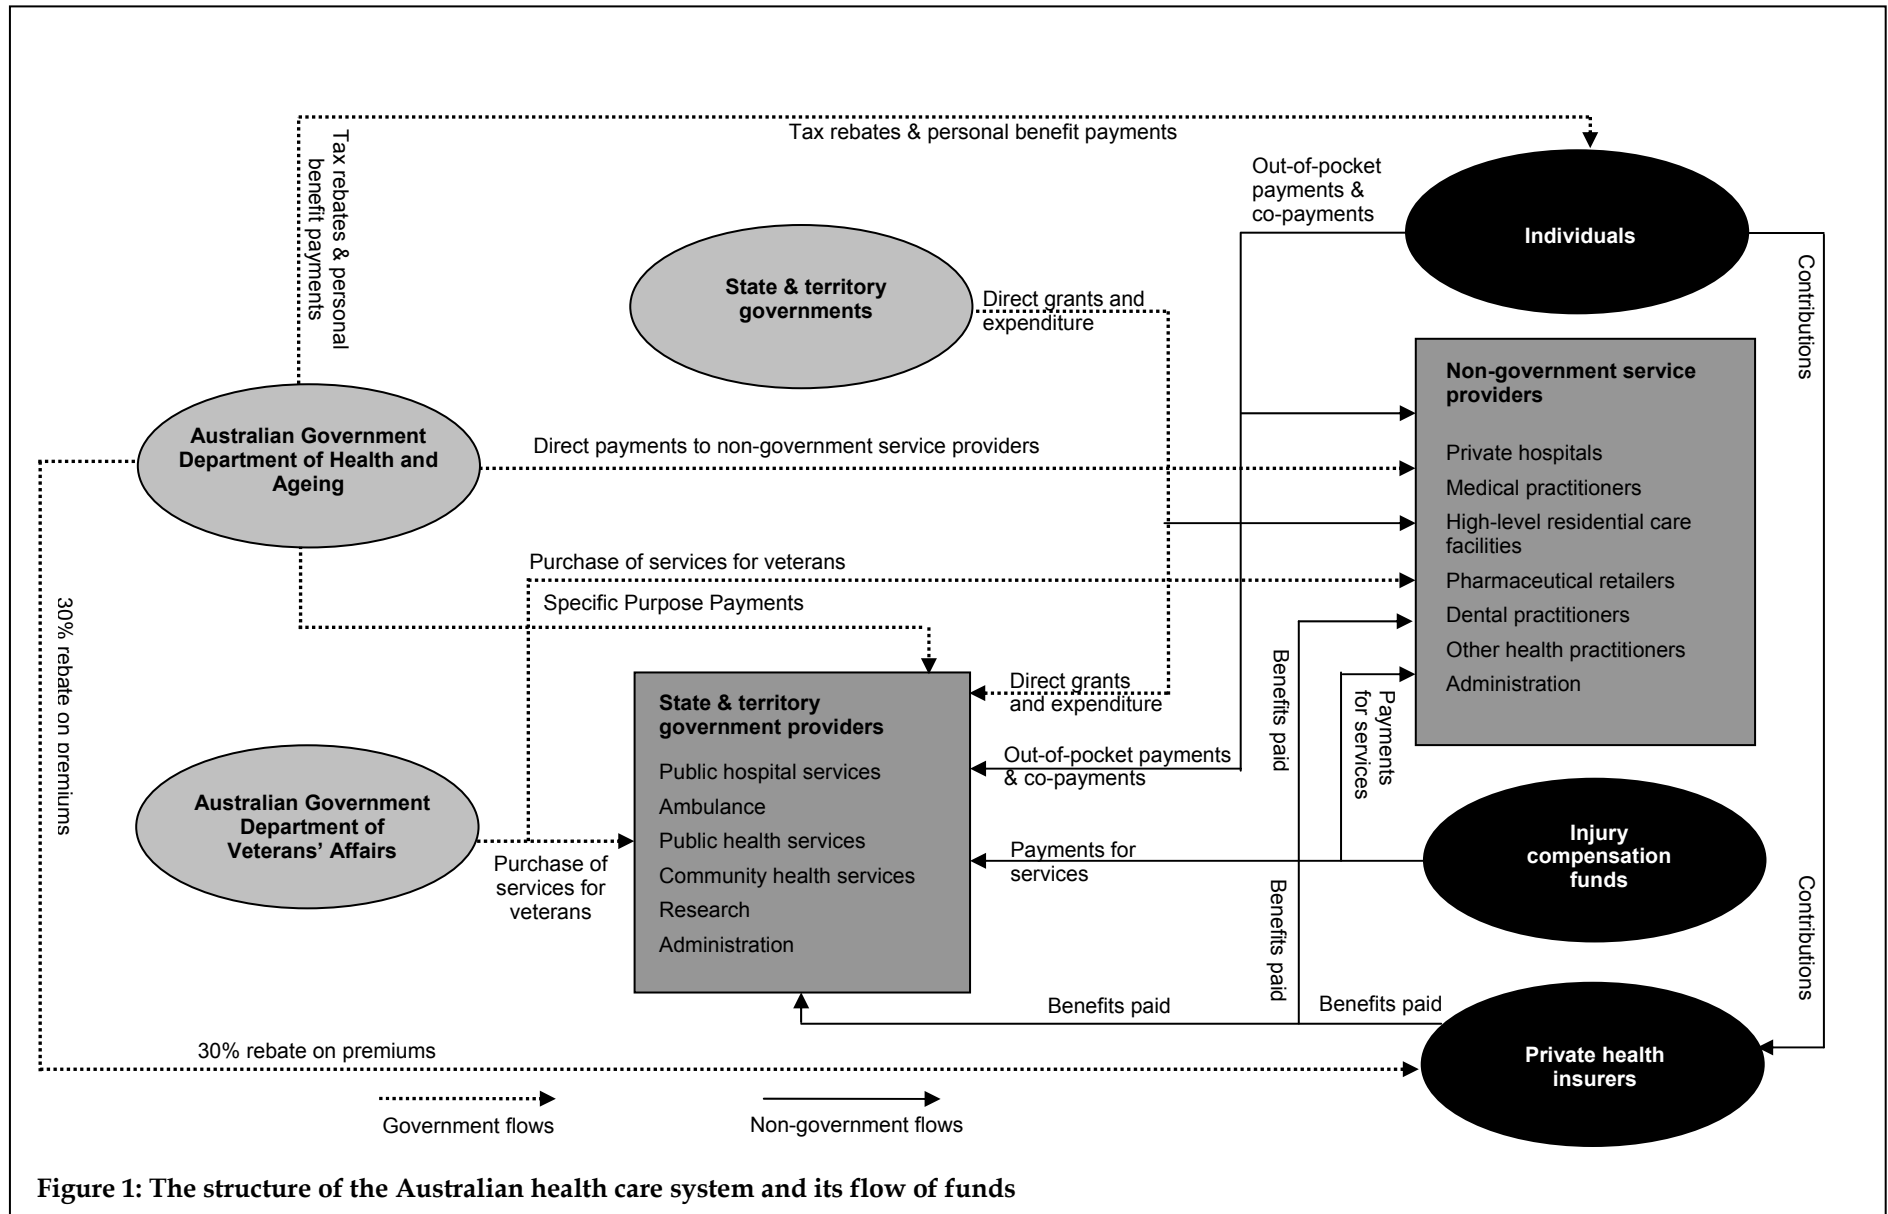 Tax rebates & personal benefit payments
Tax rebates & personal
benefit payments
Out-of-pocket
payments &
co-payments
Individuals
Contributions
State & territory
governments
Direct grants and
expenditure
Non-government service
providers
Private hospitals
Medical practitioners
High-level residential care
facilities
Pharmaceutical retailers
Dental practitioners
Other health practitioners
Administration
Australian Government
Department of Health and
Ageing
Direct payments to non-government service providers
Purchase of services for veterans
Specific Purpose Payments
30% rebate on premiums
State & territory
government providers
Public hospital services
Ambulance
Public health services
Community health services
Research
Administration
Direct grants
and expenditure
Out-of-pocket payments
& co-payments
Benefits paid
Payments
for services
Australian Government
Department of
Veterans’ Affairs
Purchase of
services for
veterans
Payments for
services
Injury
compensation
funds
Benefits paid
Contributions
Benefits paid
Benefits paid
Private health
insurers
30% rebate on premiums
Government flows
Non-government flows
Figure 1: The structure of the Australian health care system and its flow of funds